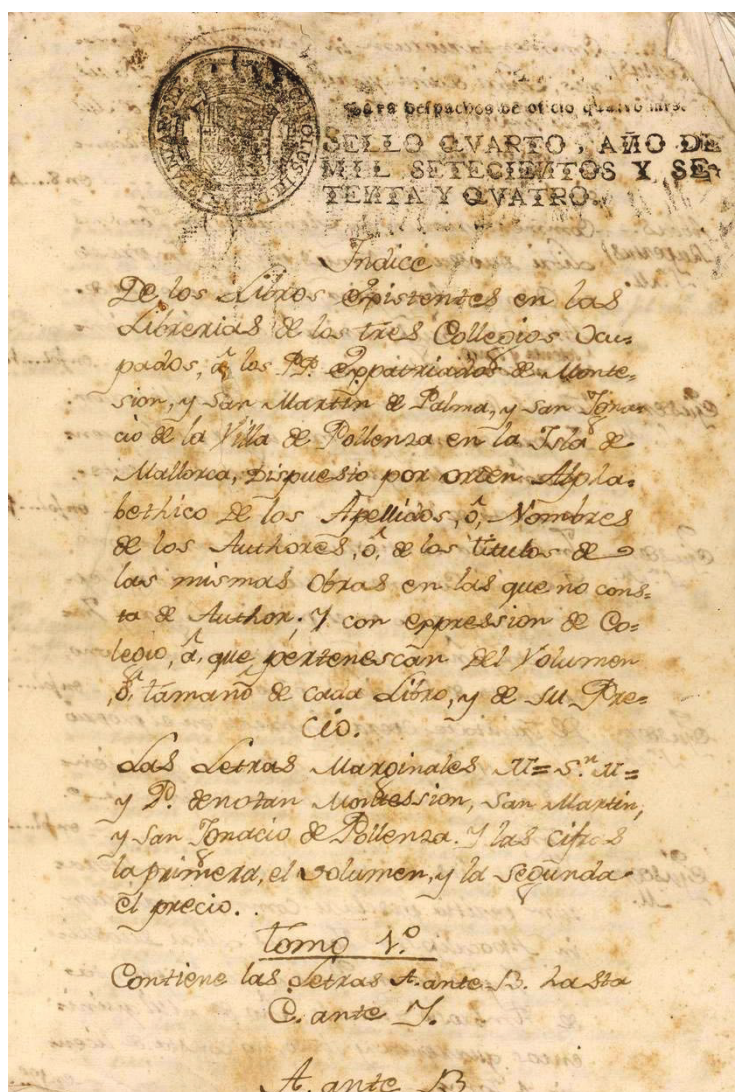 CAROLUS III D. G. HISPANIAR. REX
Para despachos de oficio quatro mrs.
SELLO QVARTO, AÑO DE
MIL SETECIENTOS Y SE-
TENTA Y QVATRO.
Indice
De los Libros existentes en las
Librerias de los tres Collegios Ocu-
pados, â los PP. expatriados de Monte-
sion, y San Martin de Palma, y San Igna-
cio de la Villa de Pollenza en la Isla de
Mallorca, Dispuesto por orden Alpha-
bethico de los Apellidos, ô, Nombres
de los Authores, ô, de los titulos de
las mismas Obras en las que no cons-
ta de Author; Y con expression de Co-
legio, â, que pertenescan del Volumen
ô, tamaño de cada Libro, y de su Pre-
cio.
Las Letras Marginales M= S.n M=
y P. denotan Montession, San Martin,
y San Ignacio de Pollenza. Y las cifras
la primera, el volumen, y la segunda
el precio.
Tomo 1.o
Contiene las Letras A. ante B. hasta
C. ante I.
A. ante B